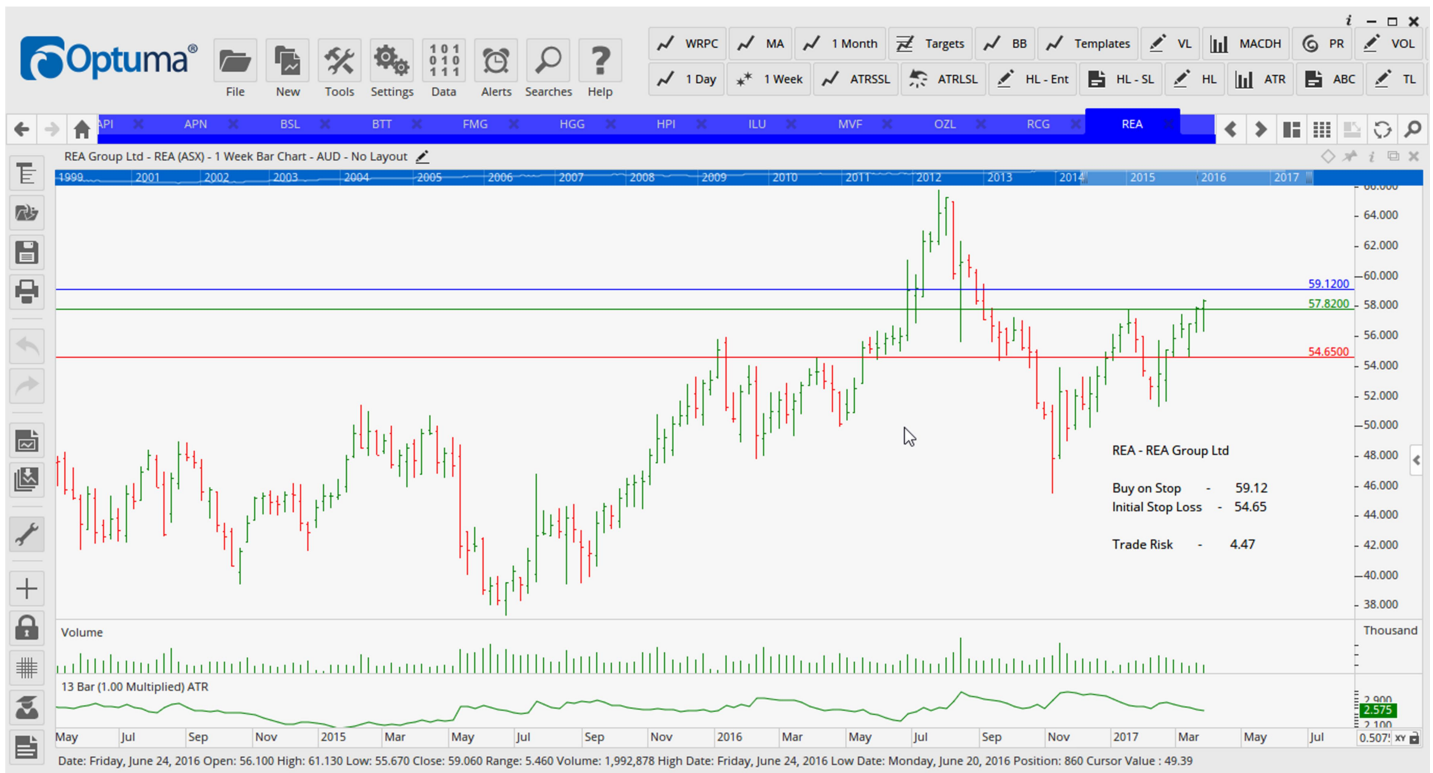 Optuma®
File New Tools Settings Data Alerts Searches Help
WRPC MA 1 Month Targets BB Templates VL MACDH PR VOL
1 Day 1 Week ATRSSL ATRLSL HL - Ent HL - SL HL ATR ABC TL
API APN BSL BTT FMG HGG HPI ILU MVF OZL RCG REA
REA Group Ltd - REA (ASX) - 1 Week Bar Chart - AUD - No Layout
1999 2001 2002 2003 2004 2005 2006 2007 2008 2009 2010 2011 2012 2013 2014 2015 2016 2017
66.000
64.000
62.000
60.000
59.1200
58.000
57.8200
56.000
54.6500
54.000
52.000
50.000
48.000
46.000
44.000
42.000
40.000
38.000
REA - REA Group Ltd
Buy on Stop - 59.12
Initial Stop Loss - 54.65
Trade Risk - 4.47
Volume
Thousand
13 Bar (1.00 Multiplied) ATR
2.900
2.575
2.100
May Jul Sep Nov 2015 Mar May Jul Sep Nov 2016 Mar May Jul Sep Nov 2017 Mar May Jul
XY
Date: Friday, June 24, 2016 Open: 56.100 High: 61.130 Low: 55.670 Close: 59.060 Range: 5.460 Volume: 1,992,878 High Date: Friday, June 24, 2016 Low Date: Monday, June 20, 2016 Position: 860 Cursor Value : 49.39